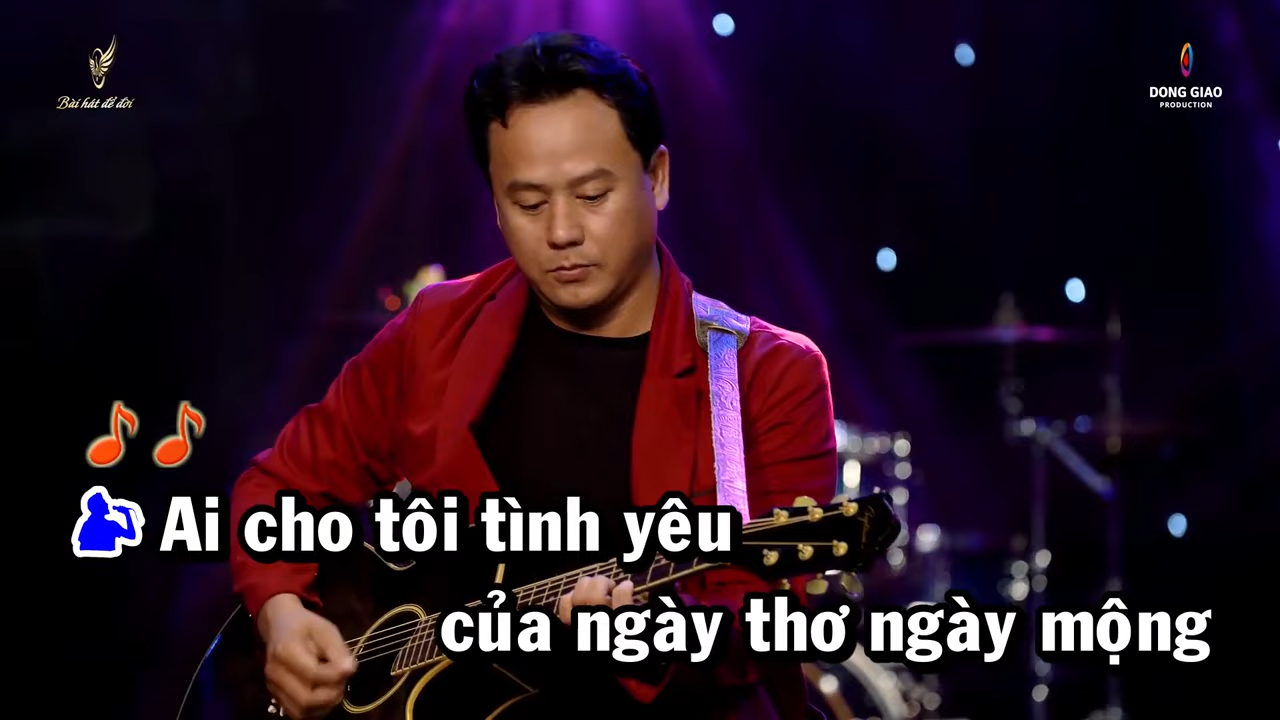 Bài hát để đời
DONG GIAO
PRODUCTION
Ai cho tôi tình yêu
của ngày thơ ngày mộng